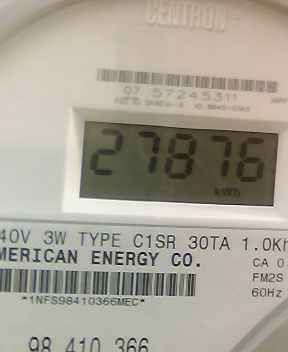 CENTRON®
07 57245311
27876
kWh
40V 3W TYPE C1SR 30TA 1.0Kh
MERICAN ENERGY CO.
CA 0.
FM2S
60Hz
*1NFS98410366MEC*
98 410 366